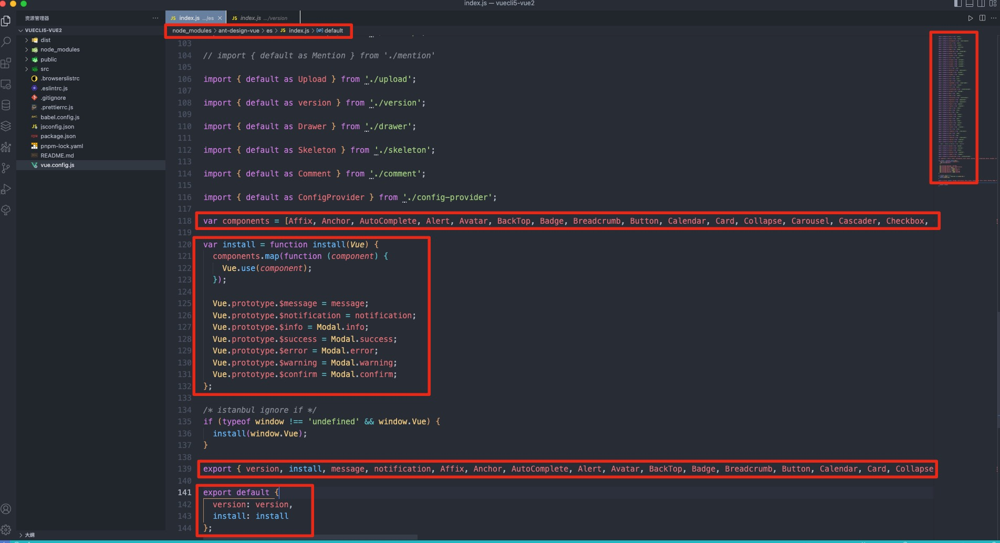 index.js — vuecli5-vue2
资源管理器
VUECLI5-VUE2
dist
node_modules
public
src
.browserslistrc
.eslintrc.js
.gitignore
.prettierrc.js
babel.config.js
jsconfig.json
package.json
pnpm-lock.yaml
README.md
vue.config.js
大纲
JS index.js .../es
JS index.js .../version
node_modules > ant-design-vue > es > JS index.js > default
103
104 // import { default as Mention } from './mention'
105
106 import { default as Upload } from './upload';
107
108 import { default as version } from './version';
109
110 import { default as Drawer } from './drawer';
111
112 import { default as Skeleton } from './skeleton';
113
114 import { default as Comment } from './comment';
115
116 import { default as ConfigProvider } from './config-provider';
117
118 var components = [Affix, Anchor, AutoComplete, Alert, Avatar, BackTop, Badge, Breadcrumb, Button, Calendar, Card, Collapse, Carousel, Cascader, Checkbox,
119
120 var install = function install(Vue) {
121 components.map(function (component) {
122 Vue.use(component);
123 });
124
125 Vue.prototype.$message = message;
126 Vue.prototype.$notification = notification;
127 Vue.prototype.$info = Modal.info;
128 Vue.prototype.$success = Modal.success;
129 Vue.prototype.$error = Modal.error;
130 Vue.prototype.$warning = Modal.warning;
131 Vue.prototype.$confirm = Modal.confirm;
132 };
133
134 /* istanbul ignore if */
135 if (typeof window !== 'undefined' && window.Vue) {
136 install(window.Vue);
137 }
138
139 export { version, install, message, notification, Affix, Anchor, AutoComplete, Alert, Avatar, BackTop, Badge, Breadcrumb, Button, Calendar, Card, Collapse
140
141 export default {
142 version: version,
143 install: install
144 };